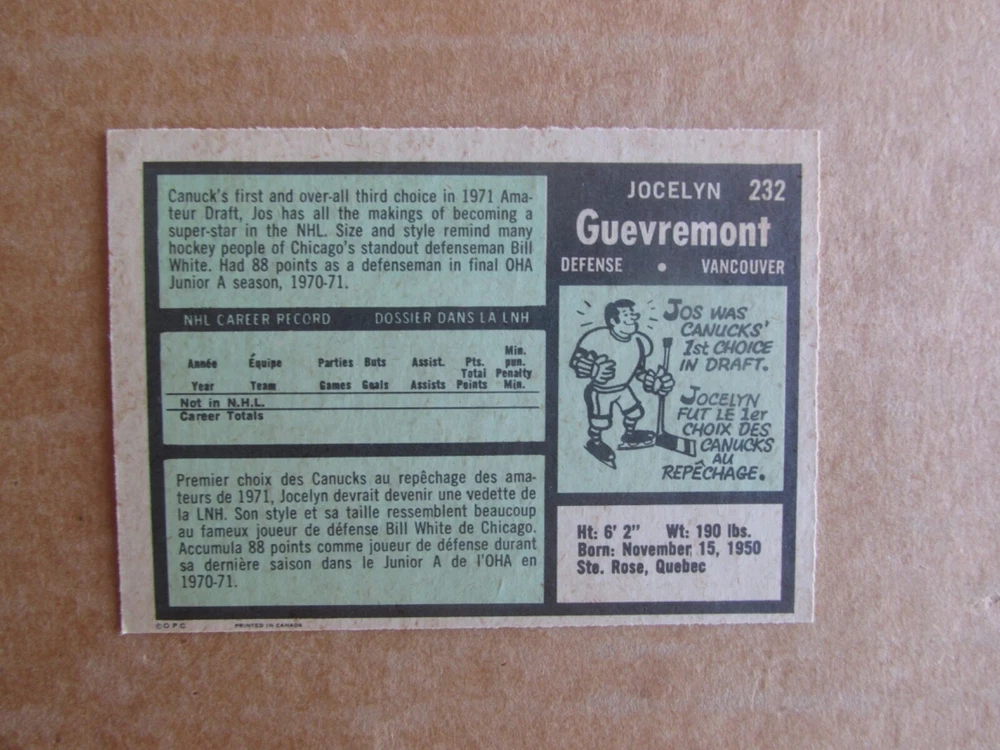 Canuck's first and over-all third choice in 1971 Ama-
teur Draft, Jos has all the makings of becoming a
super-star in the NHL. Size and style remind many
hockey people of Chicago's standout defenseman Bill
White. Had 88 points as a defenseman in final OHA
Junior A season, 1970-71.
JOCELYN 232
Guevremont
DEFENSE • VANCOUVER
NHL CAREER RECORD DOSSIER DANS LA LNH
Année Équipe Parties Buts Assist. Pts. Min. pun.
Total Penalty
Year Team Games Goals Assists Points Min.
Not in N.H.L.
Career Totals
JOS WAS
CANUCKS'
1st CHOICE
IN DRAFT.
JOCELYN
FUT LE 1er
CHOIX DES
CANUCKS
AU
REPÊCHAGE.
Premier choix des Canucks au repêchage des ama-
teurs de 1971, Jocelyn devrait devenir une vedette de
la LNH. Son style et sa taille ressemblent beaucoup
au fameux joueur de défense Bill White de Chicago.
Accumula 88 points comme joueur de défense durant
sa dernière saison dans le Junior A de l'OHA en
1970-71.
Ht: 6' 2" Wt: 190 lbs.
Born: November 15, 1950
Ste. Rose, Quebec
©O.P.C. PRINTED IN CANADA